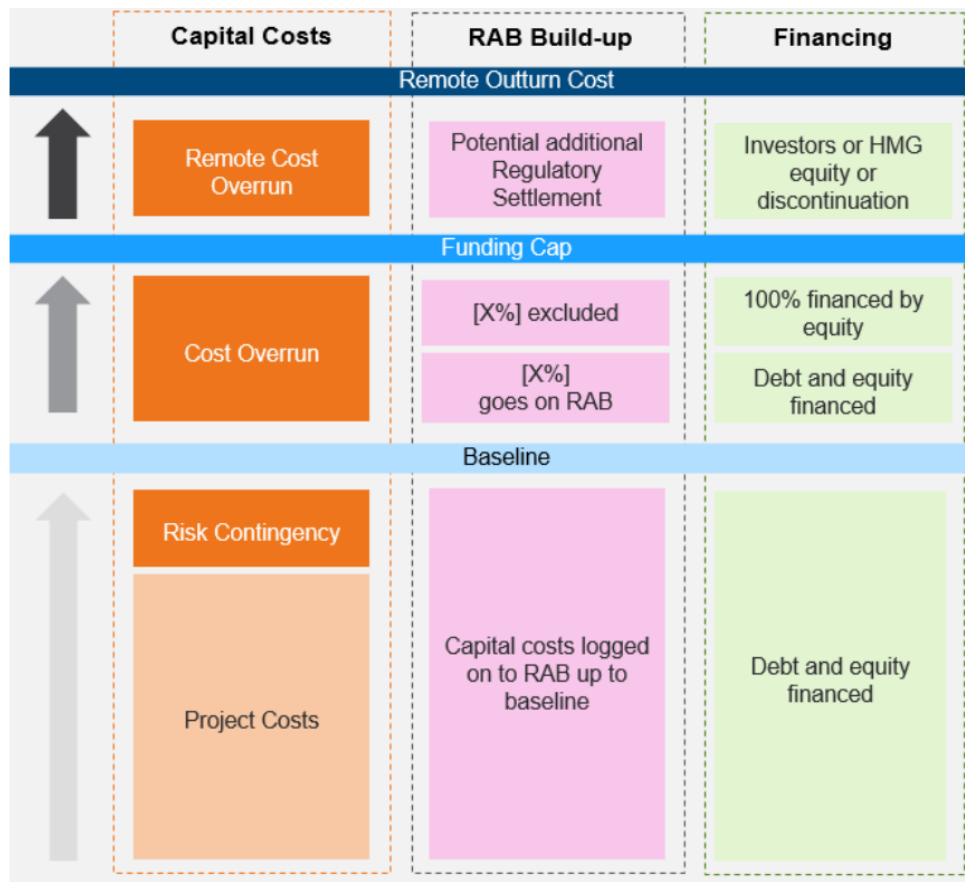 Capital Costs
RAB Build-up
Financing
Remote Outturn Cost
Remote Cost
Overrun
Potential additional
Regulatory
Settlement
Investors or HMG
equity or
discontinuation
Funding Cap
Cost Overrun
[X%] excluded
[X%]
goes on RAB
100% financed by
equity
Debt and equity
financed
Baseline
Risk Contingency
Project Costs
Capital costs logged
on to RAB up to
baseline
Debt and equity
financed